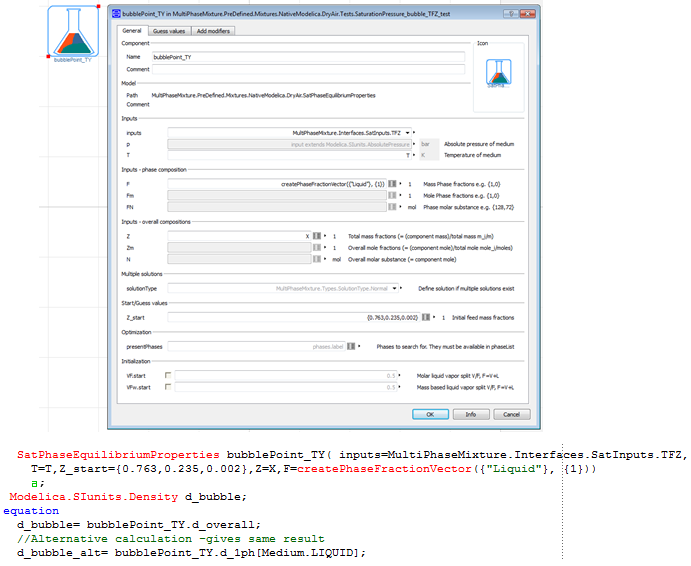 bubblePoint_TY in MultiPhaseMixture.PreDefined.Mixtures.NativeModelica.DryAir.Tests.SaturationPressure_bubble_TFZ_test
bubblePoint_TY
General Guess values Add modifiers
Component
Icon
Name bubblePoint_TY
Comment
SatPha...
Model
Path MultiPhaseMixture.PreDefined.Mixtures.NativeModelica.DryAir.SatPhaseEquilibriumProperties
Comment
Inputs
inputs MultiPhaseMixture.Interfaces.SatInputs.TFZ
p input extends Modelica.SIunits.AbsolutePressure bar Absolute pressure of medium
T T K Temperature of medium
Inputs - phase composition
F createPhaseFractionVector({"Liquid"}, {1}) 1 Mass Phase fractions e.g. {1,0}
Fm 1 Mole Phase fractions e.g. {1,0}
FN mol Phase molar substance e.g. {128,72}
Inputs - overall compositions
Z X 1 Total mass fractions (= (component mass)/total mass m_i/m)
Zm 1 Overall mole fractions (= (component mole)/total mole mole_i/moles)
N mol Overall molar substance (= component mole)
Multiple solutions
solutionType MultiPhaseMixture.Types.SolutionType.Normal Define solution if multiple solutions exist
Start/Guess values
Z_start {0.763,0.235,0.002} 1 Initial feed mass fractions
Optimization
presentPhases phases.label Phases to search for. They must be available in phaseList
Initialization
Vf.start 0.5 Molar liquid vapor split V/F, F=V+L
VFw.start 0.5 Mass based liquid vapor split V/F, F=V+L
OK Info Cancel
SatPhaseEquilibriumProperties bubblePoint_TY( inputs=MultiPhaseMixture.Interfaces.SatInputs.TFZ,
T=T,Z_start={0.763,0.235,0.002},Z=X,F=createPhaseFractionVector({"Liquid"}, {1}))
a;
Modelica.SIunits.Density d_bubble;
equation
d_bubble= bubblePoint_TY.d_overall;
//Alternative calculation -gives same result
d_bubble_alt= bubblePoint_TY.d_1ph[Medium.LIQUID];